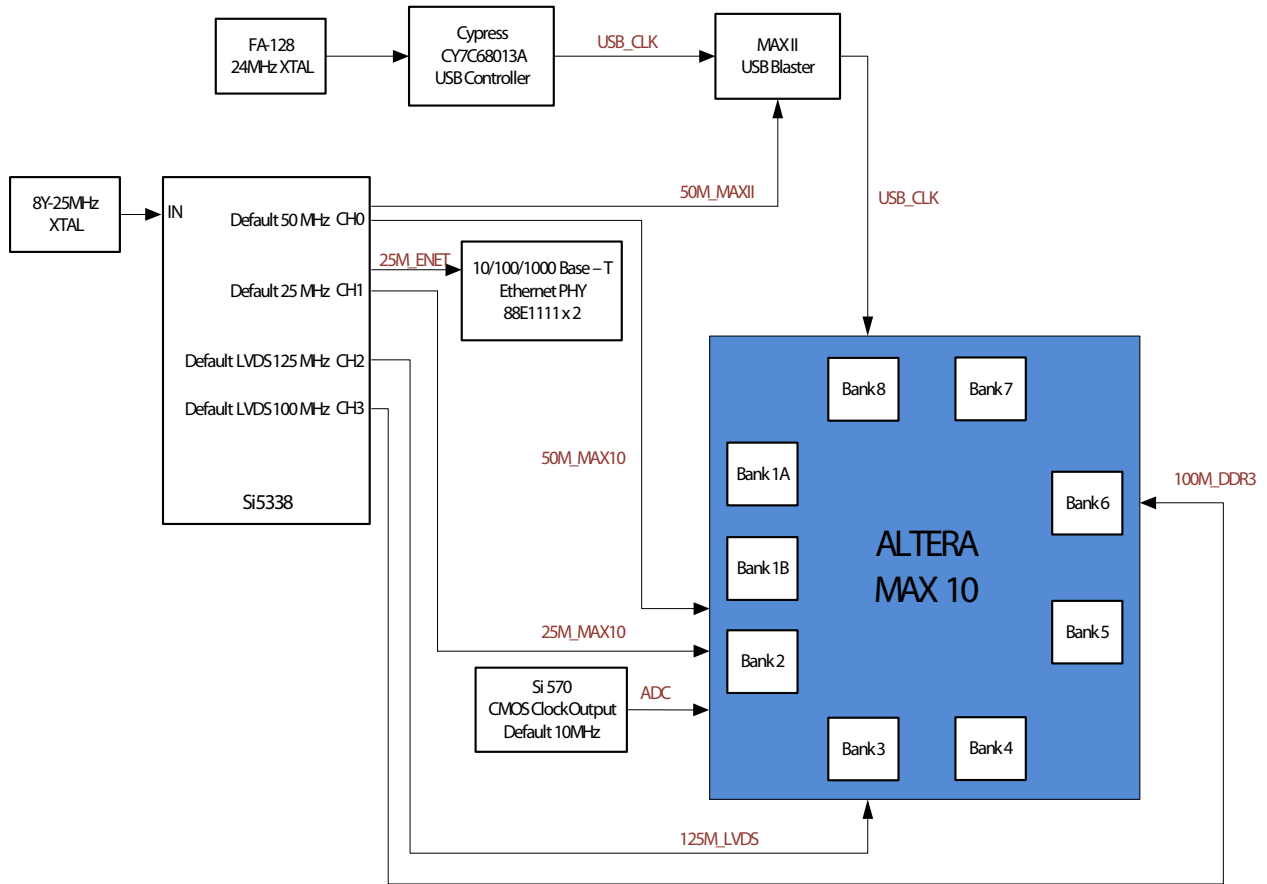 FA-128
24MHz XTAL
Cypress
CY7C68013A
USB Controller
USB_CLK
MAX II
USB Blaster
8Y-25MHz
XTAL
IN
Default 50 MHz CH0
Default 25 MHz CH1
Default LVDS 125 MHz CH2
Default LVDS 100 MHz CH3
Si5338
50M_MAXII
25M_ENET
10/100/1000 Base – T
Ethernet PHY
88E1111 x 2
USB_CLK
50M_MAX10
25M_MAX10
Si 570
CMOS Clock Output
Default 10MHz
ADC
125M_LVDS
100M_DDR3
Bank 8
Bank 7
Bank 1A
Bank 6
Bank 1B
ALTERA
MAX 10
Bank 5
Bank 2
Bank 3
Bank 4